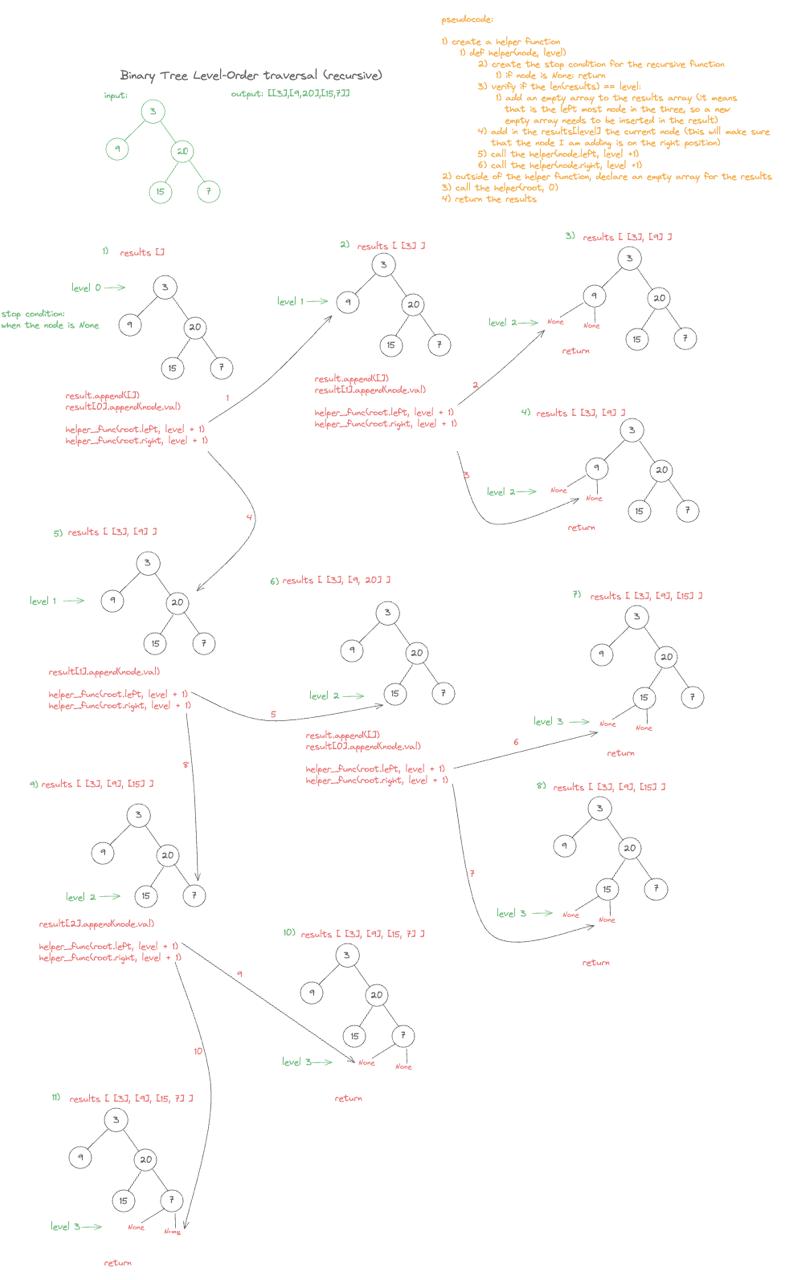 pseudocode:
1) create a helper function
1) def helper(node, level)
2) create the stop condition for the recursive function
1) if node is None: return
3) verify if the len(results) == level:
1) add an empty array to the results array (it means
that is the left most node in the three, so a new
empty array needs to be inserted in the result)
4) add in the results[level] the current node (this will make sure
that the node I am adding is on the right position)
5) call the helper(node.left, level +1)
6) call the helper(node.right, level +1)
2) outside of the helper function, declare an empty array for the results
3) call the helper(root, 0)
4) return the results
Binary Tree Level-Order traversal (recursive)
input:
output: [[3],[9,20],[15,7]]
3
9
20
15
7
1)
results []
level 0
3
stop condition:
when the node is None
9
20
15
7
result.append([])
result[0].append(node.val)
helper_func(root.left, level + 1)
helper_func(root.right, level + 1)
1
2)
results [ [3] ]
3
level 1
9
20
15
7
result.append([])
result[1].append(node.val)
helper_func(root.left, level + 1)
helper_func(root.right, level + 1)
2
3)
results [ [3], [9] ]
3
9
20
level 2
None
None
15
7
return
3
4)
results [ [3], [9] ]
3
9
20
level 2
None
None
15
7
return
4
5)
results [ [3], [9] ]
3
level 1
9
20
15
7
result[1].append(node.val)
helper_func(root.left, level + 1)
helper_func(root.right, level + 1)
5
6)
results [ [3], [9, 20] ]
3
9
20
level 2
15
7
result.append([])
result[0].append(node.val)
helper_func(root.left, level + 1)
helper_func(root.right, level + 1)
6
7)
results [ [3], [9], [15] ]
3
9
20
15
7
level 3
None
None
return
7
8)
results [ [3], [9], [15] ]
3
9
20
15
7
level 3
None
None
return
8
9)
results [ [3], [9], [15] ]
3
9
20
level 2
15
7
result[2].append(node.val)
helper_func(root.left, level + 1)
helper_func(root.right, level + 1)
9
10)
results [ [3], [9], [15, 7] ]
3
9
20
15
7
level 3
None
None
return
10
11)
results [ [3], [9], [15, 7] ]
3
9
20
15
7
level 3
None
None
return